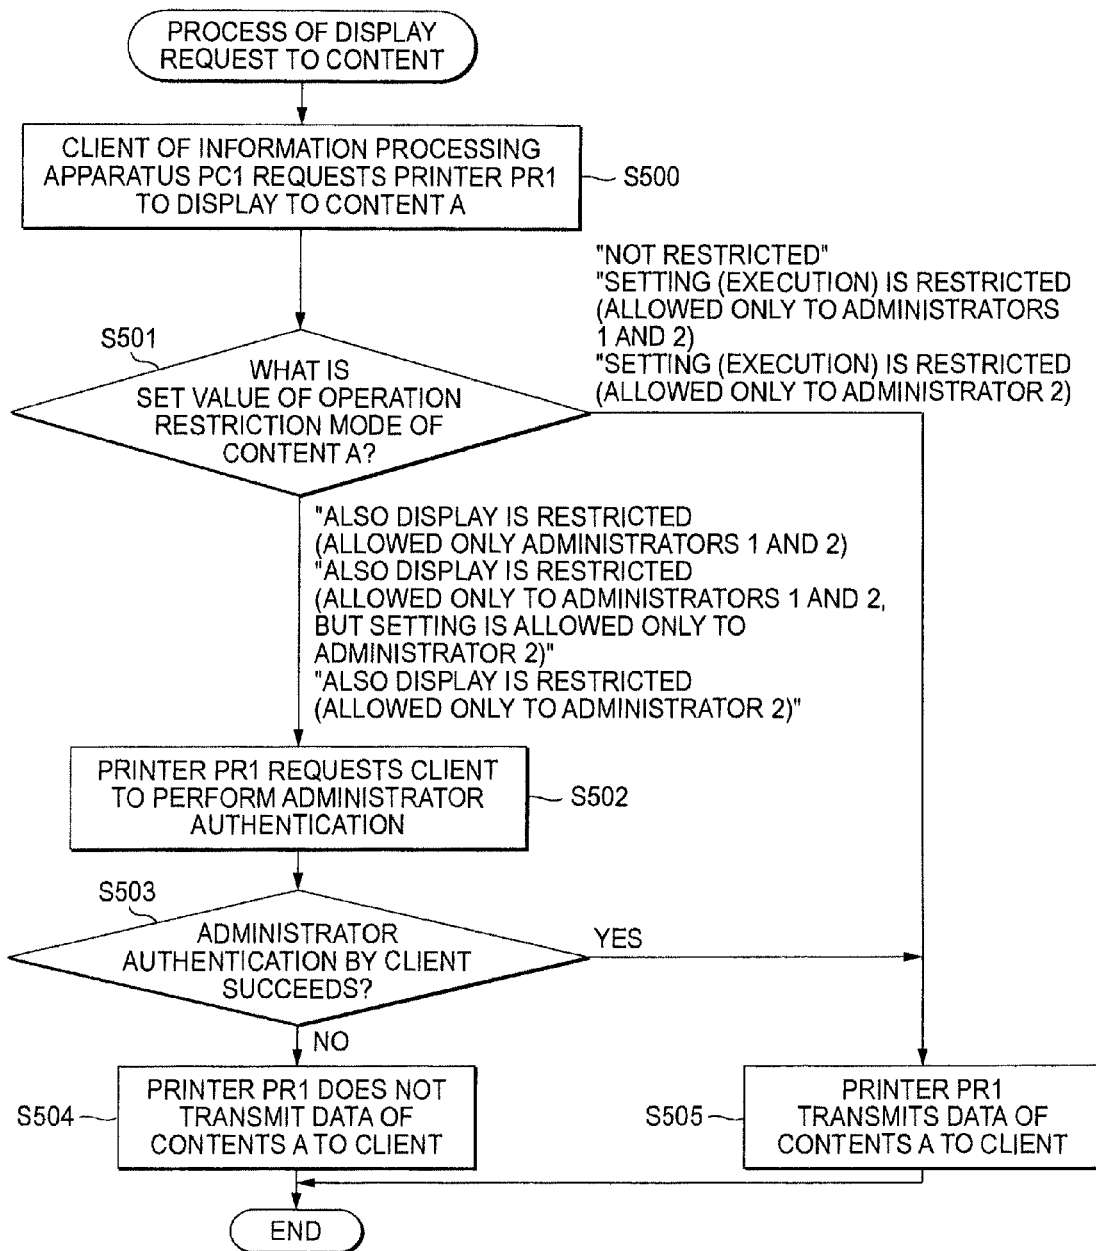 PROCESS OF DISPLAY
REQUEST TO CONTENT
CLIENT OF INFORMATION PROCESSING
APPARATUS PC1 REQUESTS PRINTER PR1
TO DISPLAY TO CONTENT A
S500
"NOT RESTRICTED"
"SETTING (EXECUTION) IS RESTRICTED
(ALLOWED ONLY TO ADMINISTRATORS
1 AND 2)
"SETTING (EXECUTION) IS RESTRICTED
(ALLOWED ONLY TO ADMINISTRATOR 2)
S501
WHAT IS
SET VALUE OF OPERATION
RESTRICTION MODE OF
CONTENT A?
"ALSO DISPLAY IS RESTRICTED
(ALLOWED ONLY ADMINISTRATORS 1 AND 2)
"ALSO DISPLAY IS RESTRICTED
(ALLOWED ONLY TO ADMINISTRATORS 1 AND 2,
BUT SETTING IS ALLOWED ONLY TO
ADMINISTRATOR 2)"
"ALSO DISPLAY IS RESTRICTED
(ALLOWED ONLY TO ADMINISTRATOR 2)"
PRINTER PR1 REQUESTS CLIENT
TO PERFORM ADMINISTRATOR
AUTHENTICATION
S502
S503
ADMINISTRATOR
AUTHENTICATION BY CLIENT
SUCCEEDS?
YES
NO
S504
PRINTER PR1 DOES NOT
TRANSMIT DATA OF
CONTENTS A TO CLIENT
S505
PRINTER PR1
TRANSMITS DATA OF
CONTENTS A TO CLIENT
END